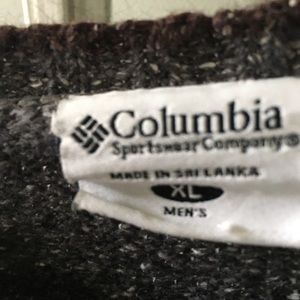 Columbia
Sportswear Company®
MADE IN SRI LANKA
XL
MEN'S